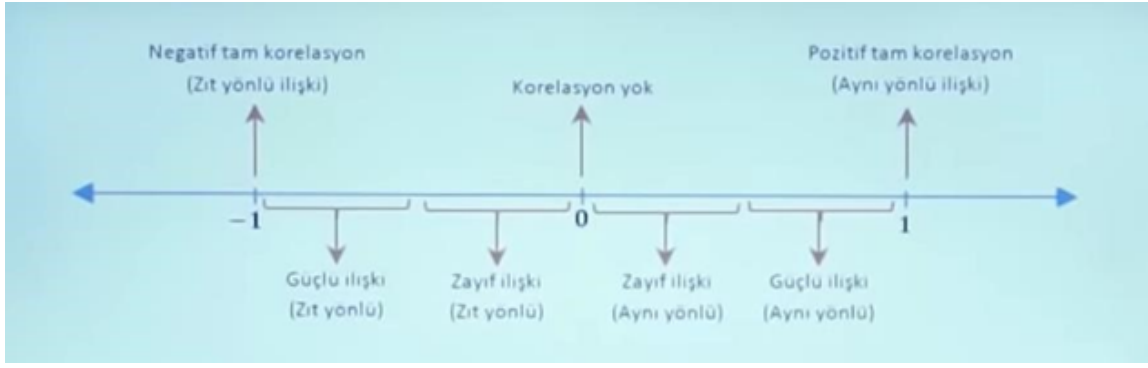 Negatif tam korelasyon
(Zıt yönlü ilişki)
Korelasyon yok
Pozitif tam korelasyon
(Aynı yönlü ilişki)
−1
0
1
Güçlü ilişki
(Zıt yönlü)
Zayıf ilişki
(Zıt yönlü)
Zayıf ilişki
(Aynı yönlü)
Güçlü ilişki
(Aynı yönlü)